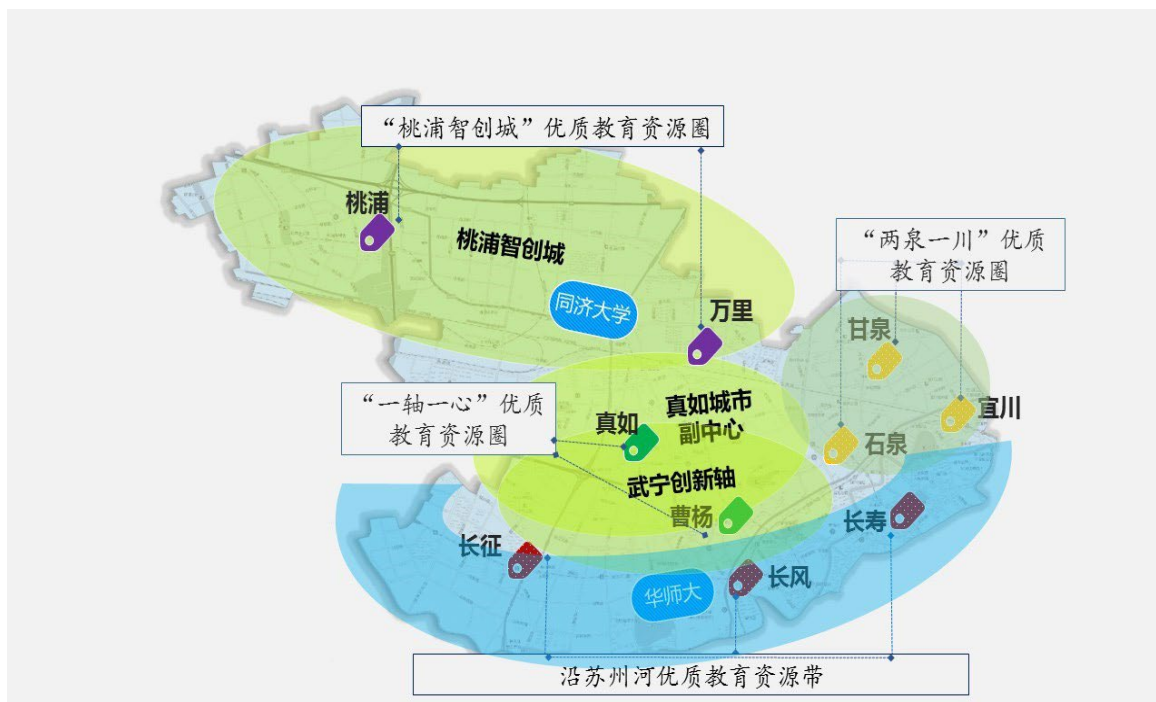 “桃浦智创城”优质教育资源圈
桃浦
桃浦智创城
“两泉一川”优质
教育资源圈
同济大学
万里
甘泉
“一轴一心”优质
教育资源圈
真如
真如城市
副中心
宜川
石泉
武宁创新轴
曹杨
长寿
长征
长风
华师大
沿苏州河优质教育资源带